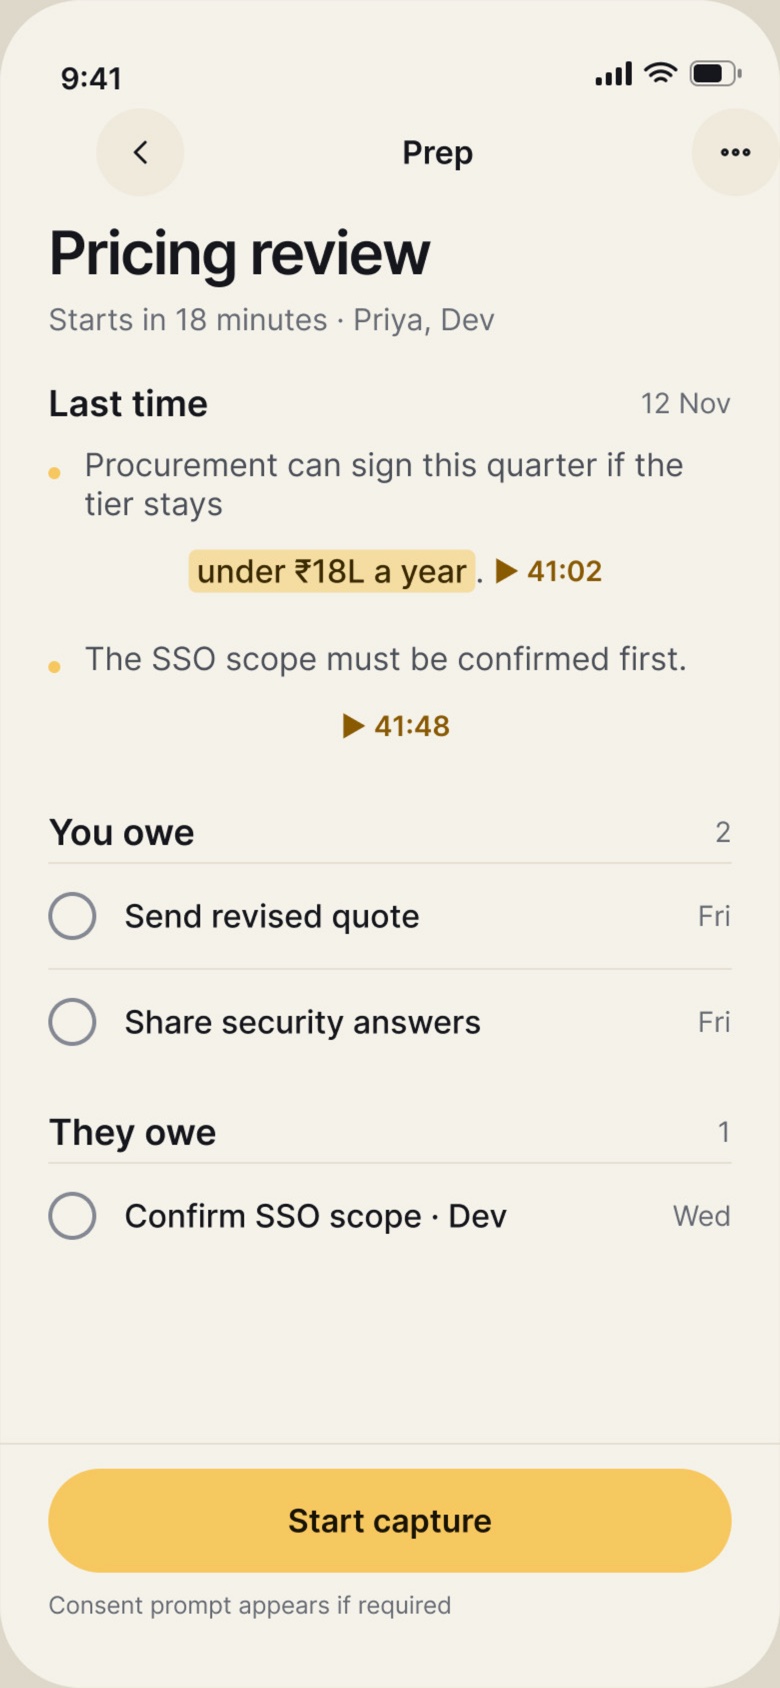 9:41
Prep
Pricing review
Starts in 18 minutes · Priya, Dev
Last time 12 Nov
Procurement can sign this quarter if the
tier stays
under ₹18L a year. ▶ 41:02
The SSO scope must be confirmed first.
▶ 41:48
You owe 2
Send revised quote Fri
Share security answers Fri
They owe 1
Confirm SSO scope · Dev Wed
Start capture
Consent prompt appears if required